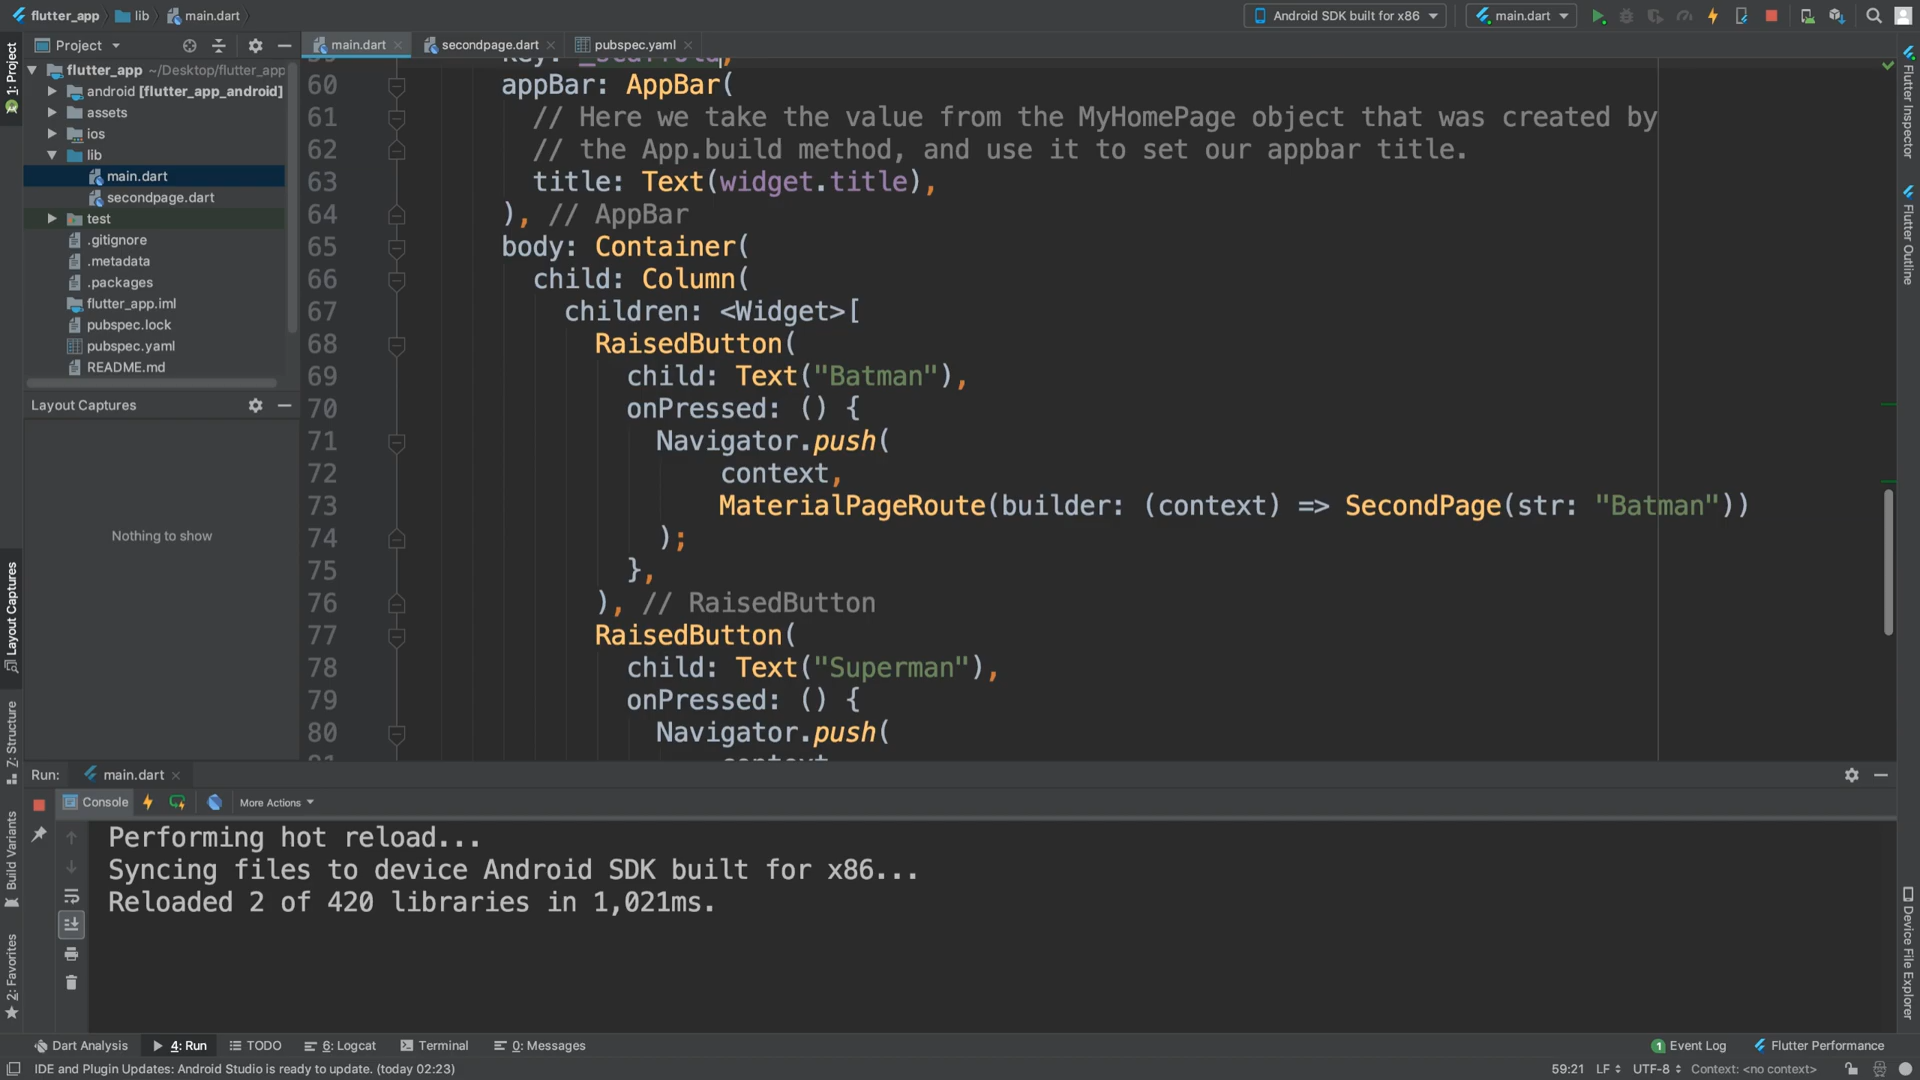 flutter_app
lib
main.dart
Android SDK built for x86
main.dart
Project
main.dart
secondpage.dart
pubspec.yaml
1: Project
flutter_app ~/Desktop/flutter_app
android [flutter_app_android]
assets
ios
lib
main.dart
secondpage.dart
test
.gitignore
.metadata
.packages
flutter_app.iml
pubspec.lock
pubspec.yaml
README.md
Layout Captures
Nothing to show
Layout Captures
Z: Structure
Build Variants
2: Favorites
60 appBar: AppBar(
61 // Here we take the value from the MyHomePage object that was created by
62 // the App.build method, and use it to set our appbar title.
63 title: Text(widget.title),
64 ), // AppBar
65 body: Container(
66 child: Column(
67 children: <Widget>[
68 RaisedButton(
69 child: Text("Batman"),
70 onPressed: () {
71 Navigator.push(
72 context,
73 MaterialPageRoute(builder: (context) => SecondPage(str: "Batman"))
74 );
75 },
76 ), // RaisedButton
77 RaisedButton(
78 child: Text("Superman"),
79 onPressed: () {
80 Navigator.push(
Flutter Inspector
Flutter Outline
Device File Explorer
Run:
main.dart
Console
More Actions
Performing hot reload...
Syncing files to device Android SDK built for x86...
Reloaded 2 of 420 libraries in 1,021ms.
Dart Analysis
4: Run
TODO
6: Logcat
Terminal
0: Messages
1 Event Log
Flutter Performance
IDE and Plugin Updates: Android Studio is ready to update. (today 02:23)
59:21
LF
UTF-8
Context: <no context>